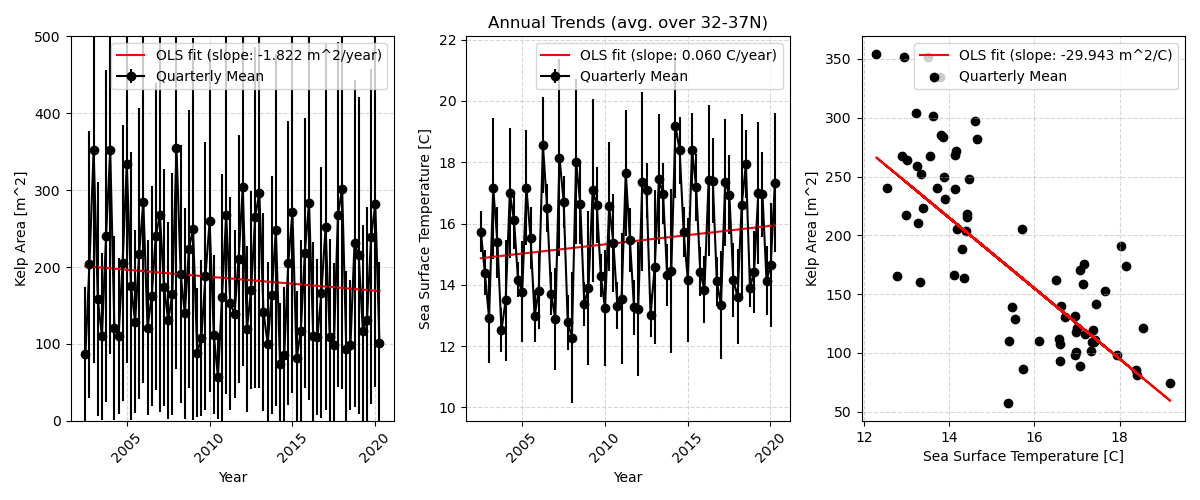 Annual Trends (avg. over 32-37N)
OLS fit (slope: -1.822 m^2/year)
Quarterly Mean
Kelp Area [m^2]
500
400
300
200
100
0
2005
2010
2015
2020
Year
OLS fit (slope: 0.060 C/year)
Quarterly Mean
Sea Surface Temperature [C]
22
20
18
16
14
12
10
2005
2010
2015
2020
Year
OLS fit (slope: -29.943 m^2/C)
Quarterly Mean
Kelp Area [m^2]
350
300
250
200
150
100
50
12
14
16
18
Sea Surface Temperature [C]